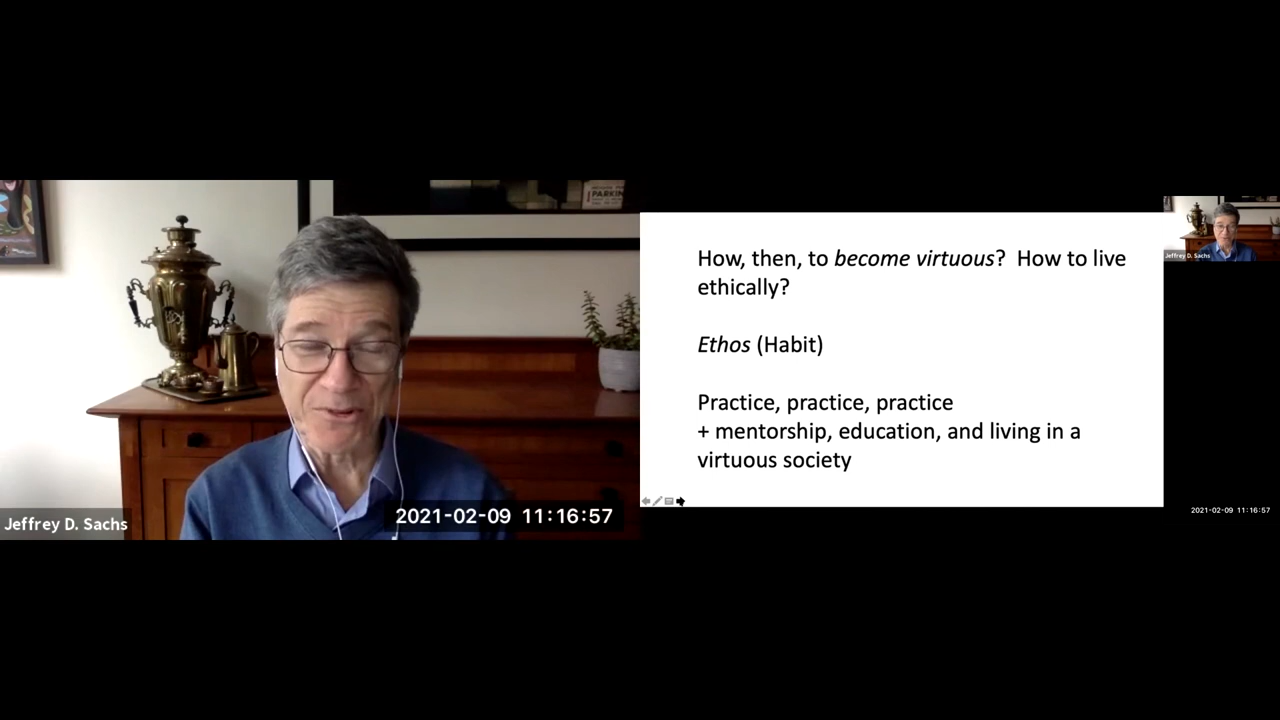 PARKIN
Jeffrey D. Sachs
2021-02-09 11:16:57
How, then, to become virtuous? How to live
ethically?
Ethos (Habit)
Practice, practice, practice
+ mentorship, education, and living in a
virtuous society
Jeffrey D. Sachs
2021-02-09 11:16:57